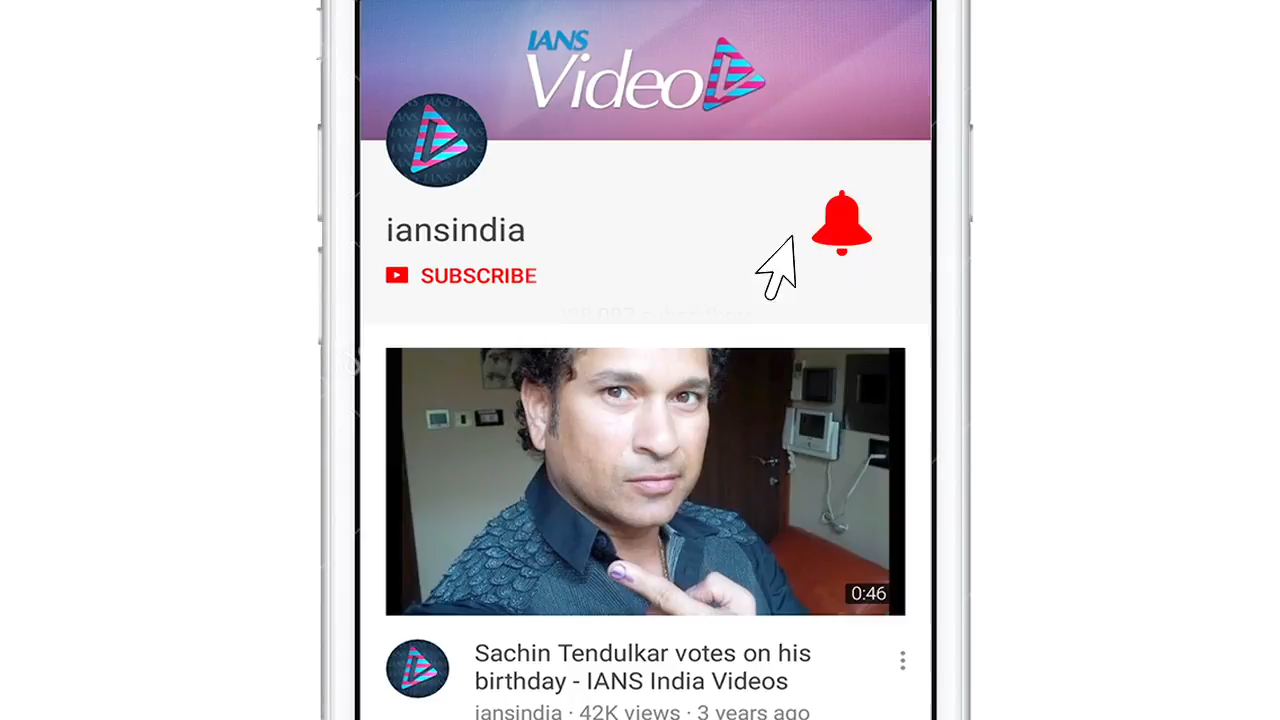 IANS
Video
iansindia
SUBSCRIBE
0:46
Sachin Tendulkar votes on his
birthday - IANS India Videos
iansindia · 42K views · 3 years ago